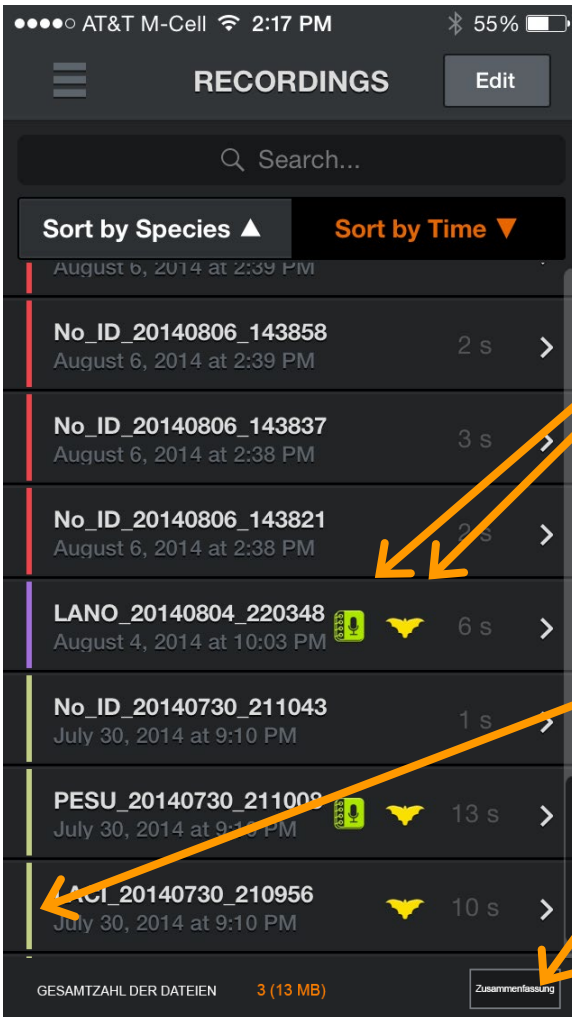 AT&T M-Cell 2:17 PM 55%
RECORDINGS Edit
Search...
Sort by Species ▲ Sort by Time ▼
August 6, 2014 at 2:39 PM
No_ID_20140806_143858
August 6, 2014 at 2:39 PM
2 s
No_ID_20140806_143837
August 6, 2014 at 2:38 PM
3 s
No_ID_20140806_143821
August 6, 2014 at 2:38 PM
2 s
LANO_20140804_220348
August 4, 2014 at 10:03 PM
6 s
No_ID_20140730_211043
July 30, 2014 at 9:10 PM
1 s
PESU_20140730_211008
July 30, 2014 at 9:10 PM
13 s
LACI_20140730_210956
July 30, 2014 at 9:10 PM
10 s
GESAMTZAHL DER DATEIEN 3 (13 MB) Zusammenfassung